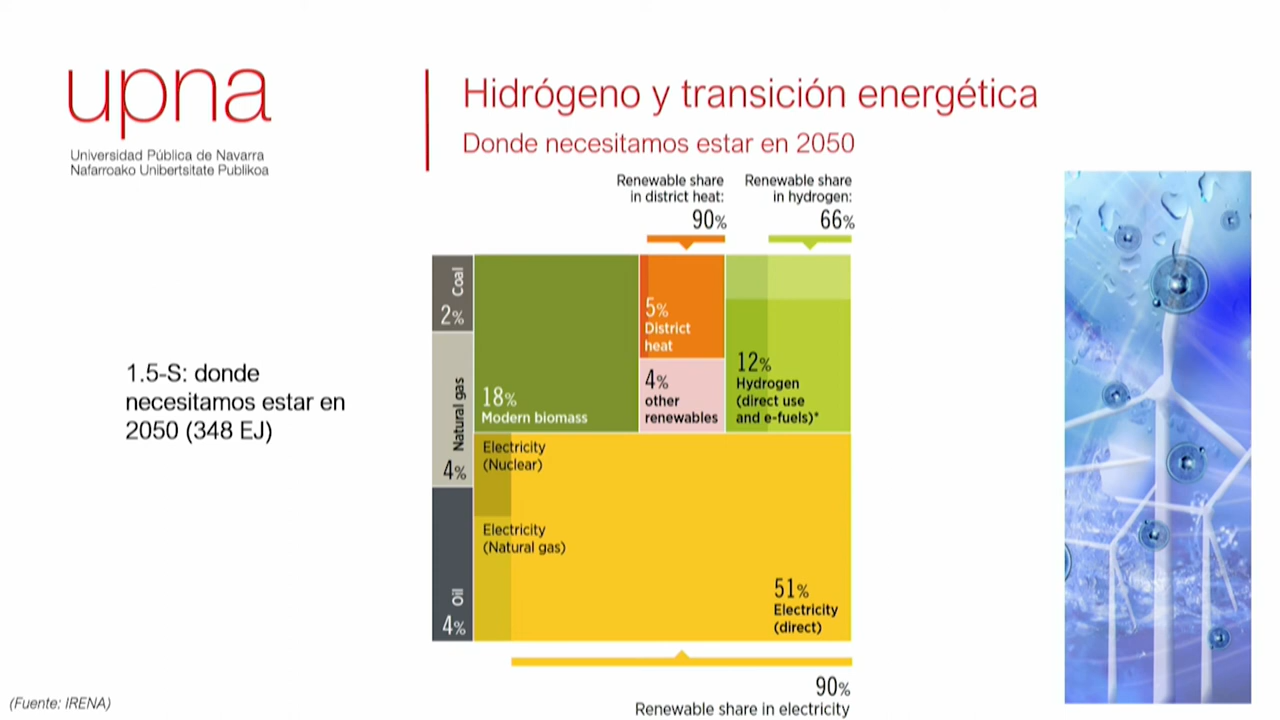 upna
Universidad Pública de Navarra
Nafarroako Unibertsitate Publikoa
Hidrógeno y transición energética
Donde necesitamos estar en 2050
Renewable share
in district heat:
90%
Renewable share
in hydrogen:
66%
Coal
2%
Natural gas
4%
Oil
4%
18%
Modern biomass
5%
District
heat
4%
other
renewables
12%
Hydrogen
(direct use
and e-fuels)*
Electricity
(Nuclear)
Electricity
(Natural gas)
51%
Electricity
(direct)
90%
Renewable share in electricity
1.5-S: donde
necesitamos estar en
2050 (348 EJ)
(Fuente: IRENA)